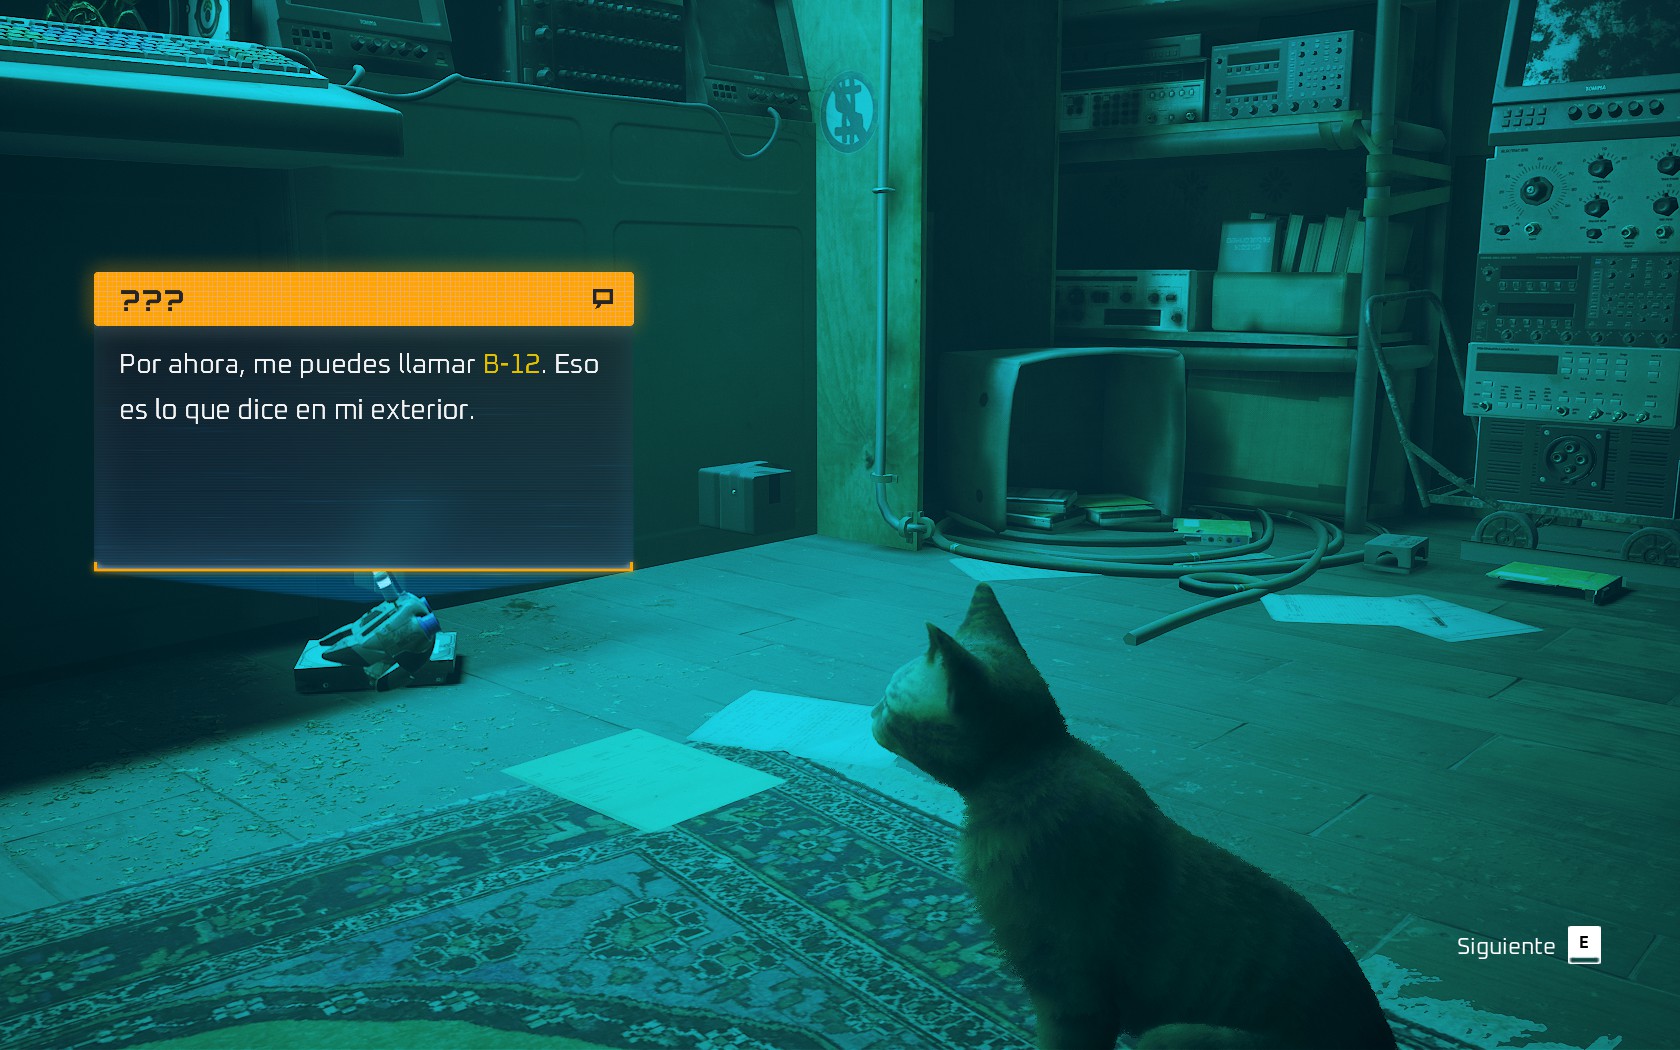 ???
Por ahora, me puedes llamar B-12. Eso
es lo que dice en mi exterior.
Siguiente E